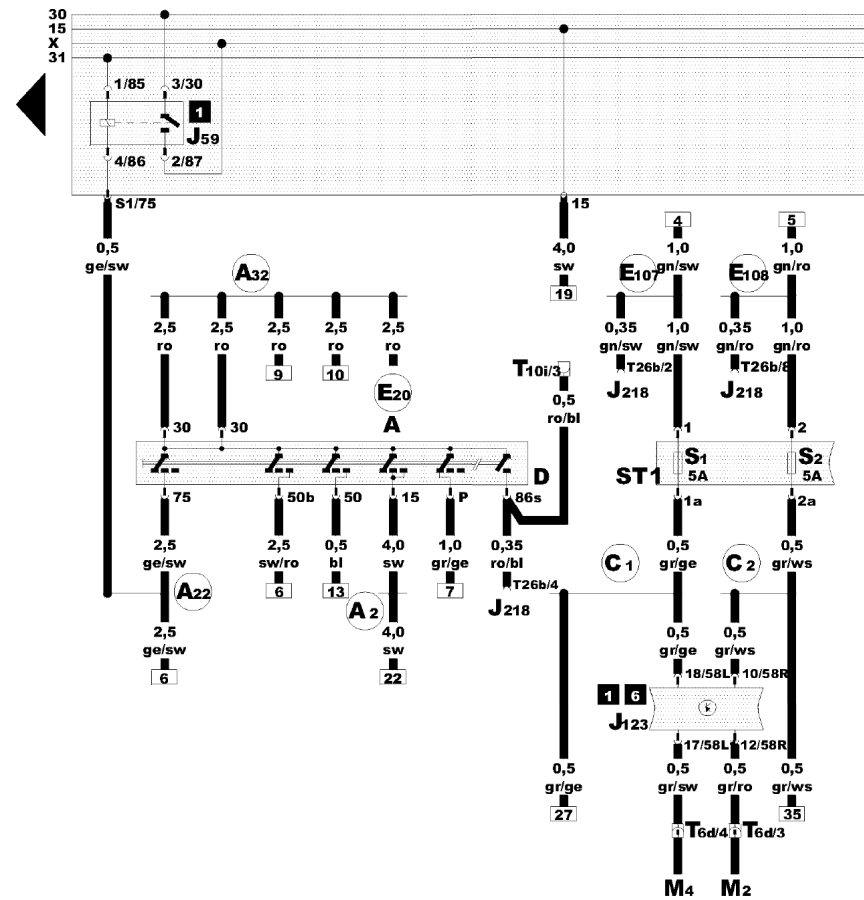 30
15
X
31
1/85 3/30
1
J59
4/86 2/87
S1/75 15
4 5
0,5 4,0 1,0 1,0
ge/sw sw gn/sw gn/ro
A32 E107 E108
19
2,5 2,5 2,5 2,5 2,5 0,35 1,0 0,35 1,0
ro ro ro ro ro gn/sw gn/sw gn/ro gn/ro
9 10 T10i/3 T26b/2 T26b/8
E20 0,5 J218 J218
A ro/bl
30 30 1 2
S1 S2
D ST1 5A 5A
75 50b 50 15 P 86s 1a 2a
2,5 2,5 0,5 4,0 1,0 0,35 0,5 0,5
ge/sw sw/ro bl sw gr/ge ro/bl C1 gr/ge C2 gr/ws
A22 6 13 A2 7 T26b/4
J218
2,5 4,0 0,5 0,5
ge/sw sw gr/ge gr/ws
6 22 18/58L 10/58R
1 6
J123
17/58L 12/58R
0,5 0,5 0,5 0,5
gr/ge gr/sw gr/ro gr/ws
27 35
T6d/4 T6d/3
M4 M2